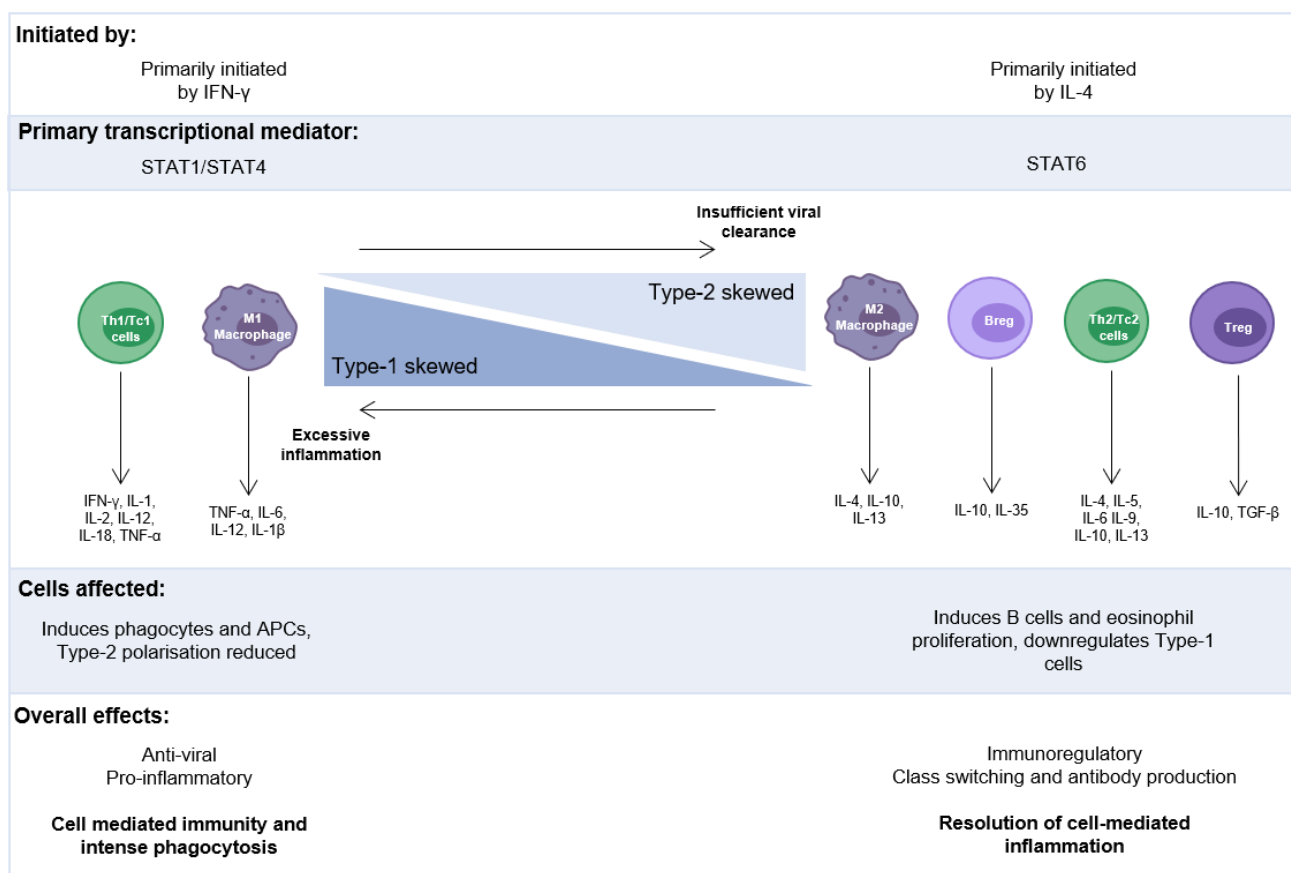 Initiated by:
Primarily initiated
by IFN-γ
Primarily initiated
by IL-4
Primary transcriptional mediator:
STAT1/STAT4
STAT6
Insufficient viral
clearance
Type-2 skewed
Type-1 skewed
Excessive
inflammation
Th1/Tc1
cells
M1
Macrophage
M2
Macrophage
Breg
Th2/Tc2
cells
Treg
IFN-γ, IL-1,
IL-2, IL-12,
IL-18, TNF-α
TNF-α, IL-6,
IL-12, IL-1β
IL-4, IL-10,
IL-13
IL-10, IL-35
IL-4, IL-5,
IL-6 IL-9,
IL-10, IL-13
IL-10, TGF-β
Cells affected:
Induces phagocytes and APCs,
Type-2 polarisation reduced
Induces B cells and eosinophil
proliferation, downregulates Type-1
cells
Overall effects:
Anti-viral
Pro-inflammatory
Cell mediated immunity and
intense phagocytosis
Immunoregulatory
Class switching and antibody production
Resolution of cell-mediated
inflammation